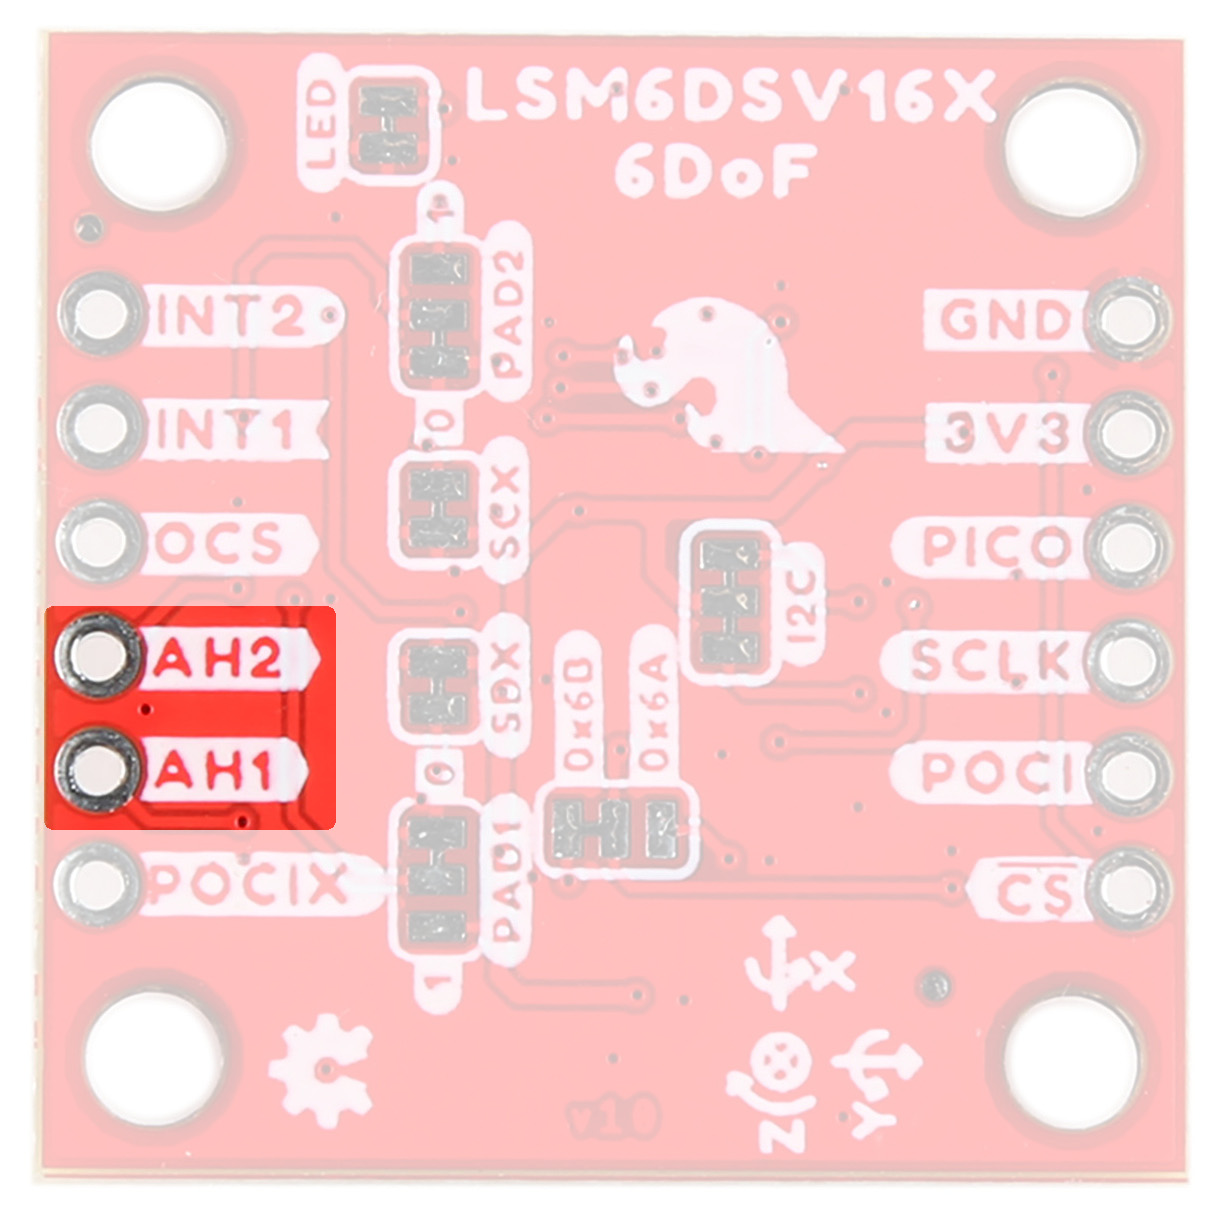 LED
LSM6DSV16X
6DoF
1
PAD2
0
INT2
INT1
OCS
AH2
AH1
POCIX
SCX
SDX
0
PAD1
1
I2C
0x6B
0x6A
GND
3V3
PICO
SCLK
POCI
CS
X
Y
Z
v10